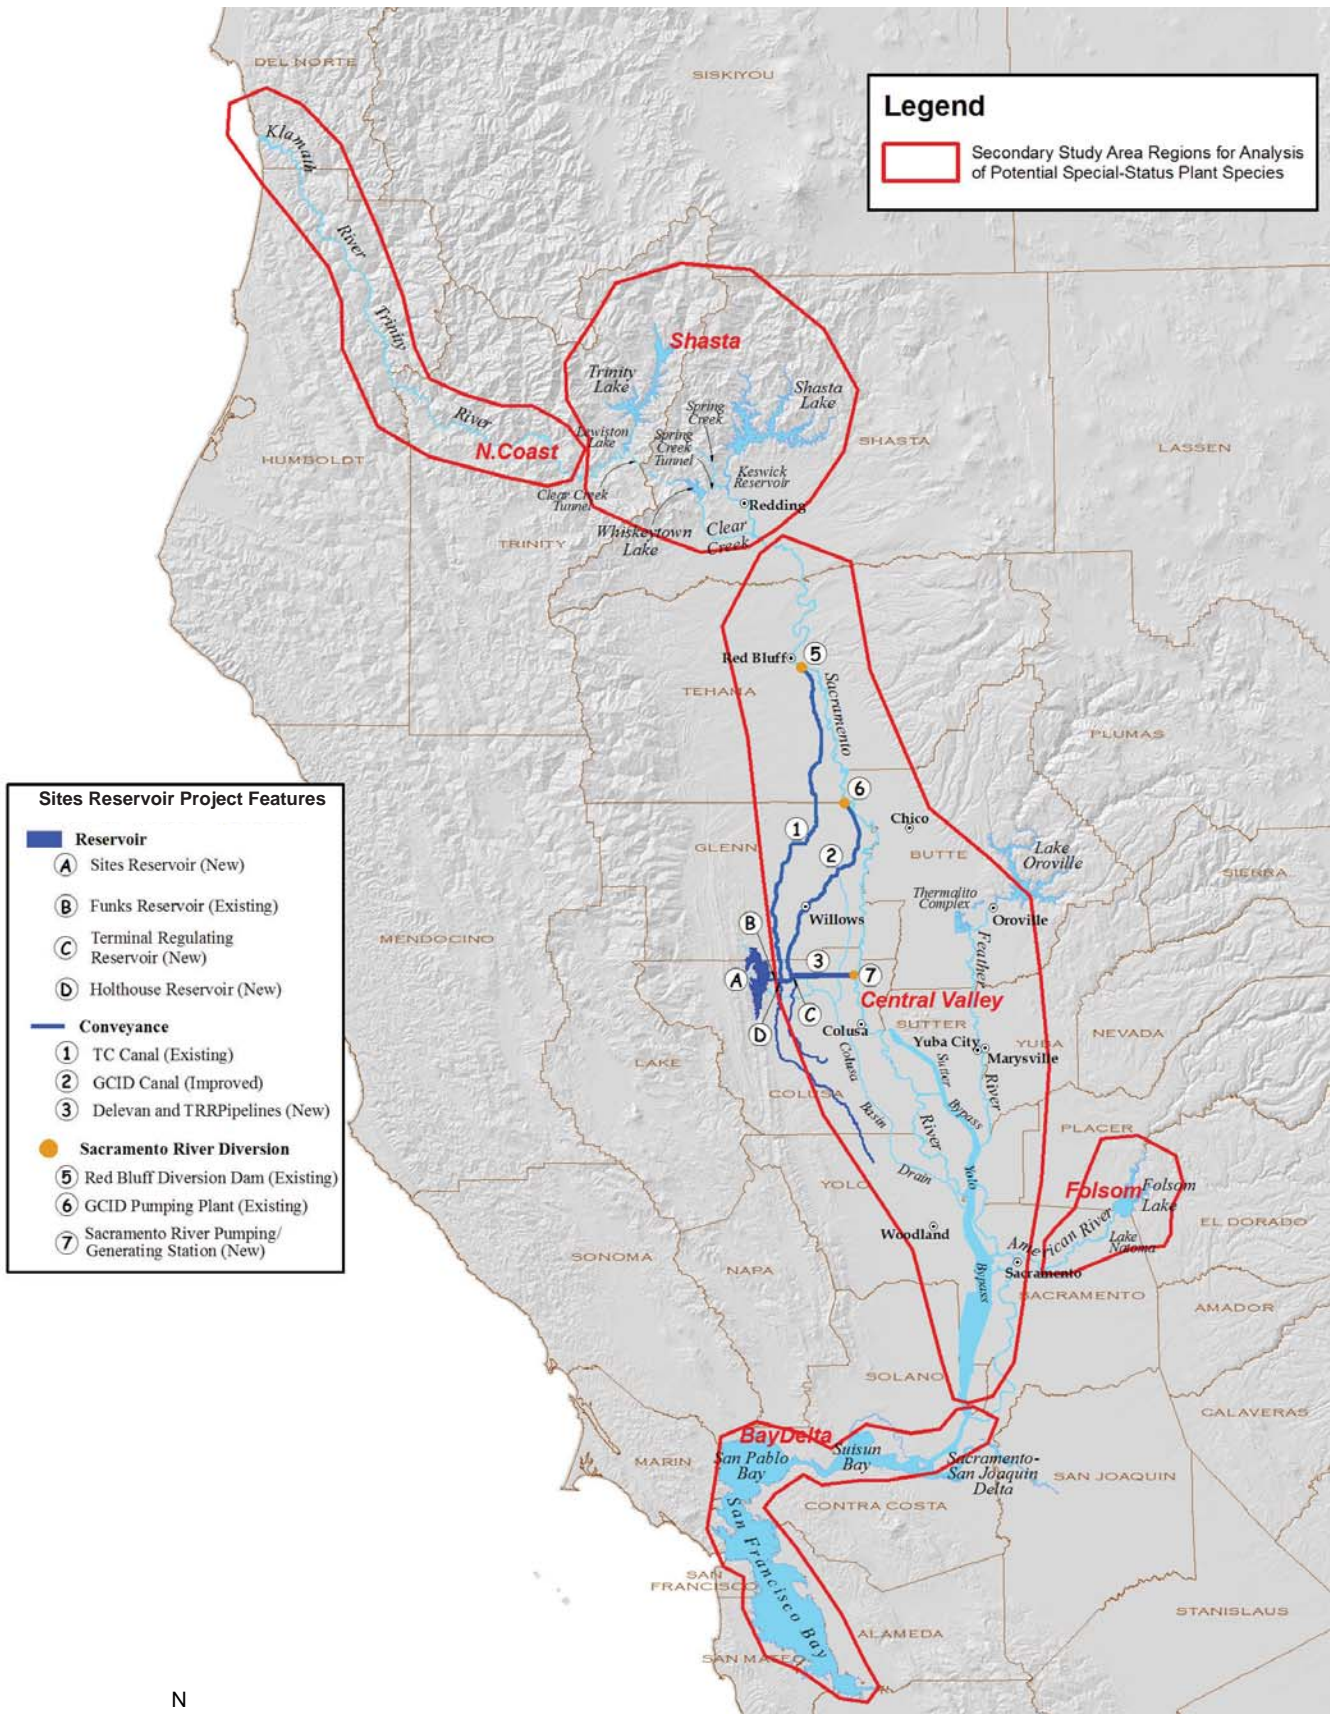 DEL NORTE
SISKIYOU
Legend
Secondary Study Area Regions for Analysis
of Potential Special-Status Plant Species
Klamath
River
Trinity
River
N.Coast
HUMBOLDT
TRINITY
Shasta
Trinity
Lake
Shasta
Lake
Spring
Creek
Spring
Creek
Tunnel
Lewiston
Lake
Keswick
Reservoir
Redding
Clear Creek
Tunnel
Whiskeytown
Lake
Clear
Creek
SHASTA
LASSEN
Red Bluff
5
TEHAMA
Sacramento
PLUMAS
6
1
2
Chico
GLENN
BUTTE
Lake
Oroville
SIERRA
Thermalito
Complex
Willows
Oroville
B
Feather
MENDOCINO
A
3
7
Central Valley
D
C
Colusa
SUTTER
Yuba City
Marysville
YUBA
NEVADA
LAKE
COLUSA
Colusa
Basin
Drain
River
Sutter
Bypass
River
PLACER
YOLO
Yolo
Bypass
Folsom
Folsom
Lake
EL DORADO
Woodland
American River
Lake
Natoma
Sacramento
SACRAMENTO
AMADOR
SONOMA
NAPA
SOLANO
CALAVERAS
BayDelta
MARIN
San Pablo
Bay
Suisun
Bay
Sacramento-
San Joaquin
Delta
SAN JOAQUIN
CONTRA COSTA
San Francisco Bay
SAN
FRANCISCO
STANISLAUS
ALAMEDA
SAN MATEO
N
Sites Reservoir Project Features
Reservoir
A Sites Reservoir (New)
B Funks Reservoir (Existing)
C Terminal Regulating
Reservoir (New)
D Holthouse Reservoir (New)
Conveyance
1 TC Canal (Existing)
2 GCID Canal (Improved)
3 Delevan and TRRPipelines (New)
Sacramento River Diversion
5 Red Bluff Diversion Dam (Existing)
6 GCID Pumping Plant (Existing)
7 Sacramento River Pumping/
Generating Station (New)